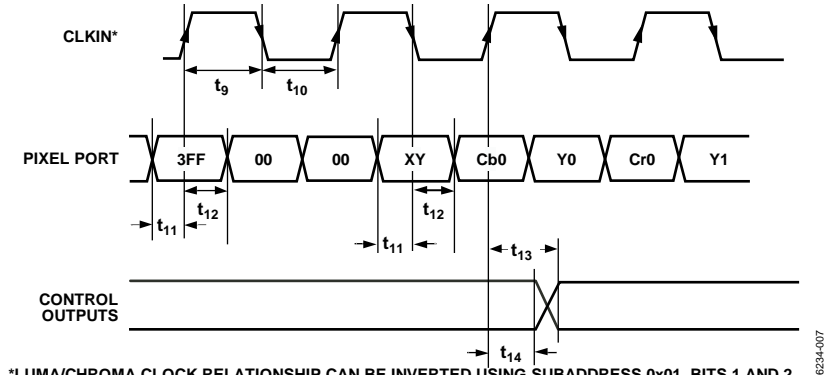 CLKIN*
t9 t10
PIXEL PORT 3FF 00 00 XY Cb0 Y0 Cr0 Y1
t12 t12
t11 t11 t13
CONTROL
OUTPUTS
t14
*LUMA/CHROMA CLOCK RELATIONSHIP CAN BE INVERTED USING SUBADDRESS 0x01, BITS 1 AND 2
6234-007